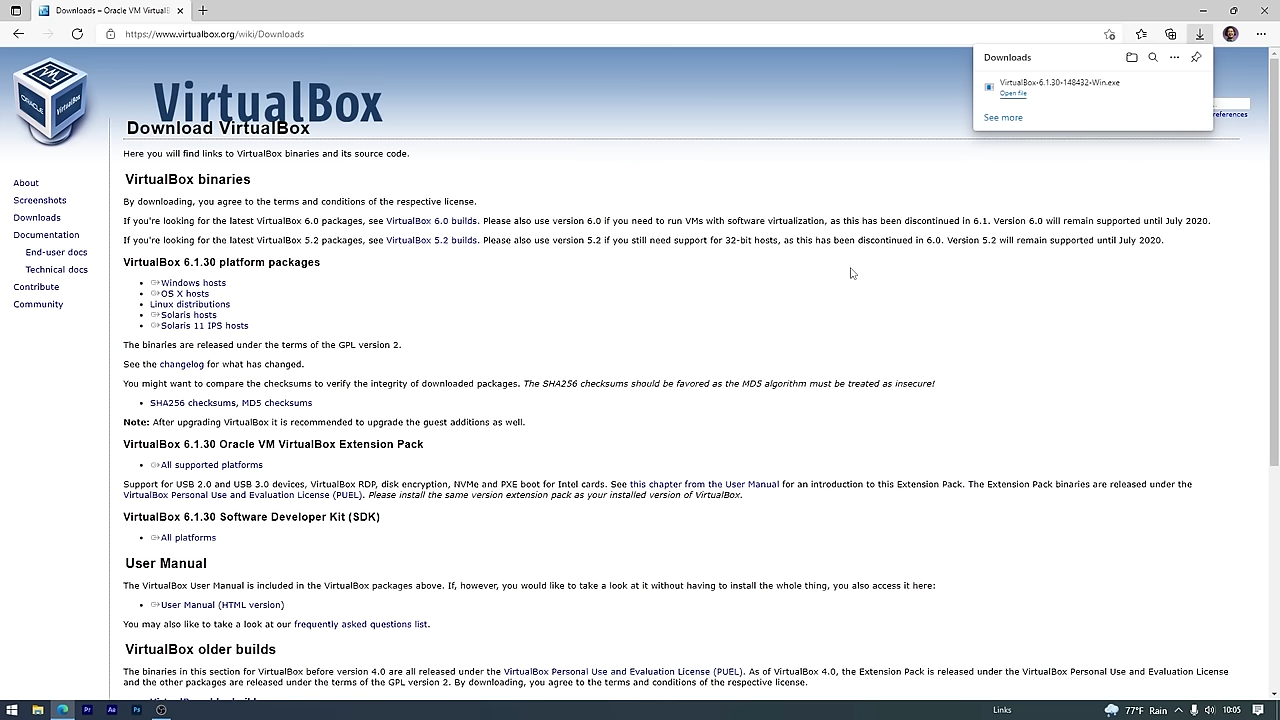 Downloads – Oracle VM VirtualBo
https://www.virtualbox.org/wiki/Downloads
Downloads
VirtualBox-6.1.30-148432-Win.exe
Open file
See more
references
VirtualBox
Download VirtualBox
Here you will find links to VirtualBox binaries and its source code.
About
Screenshots
Downloads
Documentation
End-user docs
Technical docs
Contribute
Community
VirtualBox binaries
By downloading, you agree to the terms and conditions of the respective license.
If you're looking for the latest VirtualBox 6.0 packages, see VirtualBox 6.0 builds. Please also use version 6.0 if you need to run VMs with software virtualization, as this has been discontinued in 6.1. Version 6.0 will remain supported until July 2020.
If you're looking for the latest VirtualBox 5.2 packages, see VirtualBox 5.2 builds. Please also use version 5.2 if you still need support for 32-bit hosts, as this has been discontinued in 6.0. Version 5.2 will remain supported until July 2020.
VirtualBox 6.1.30 platform packages
Windows hosts
OS X hosts
Linux distributions
Solaris hosts
Solaris 11 IPS hosts
The binaries are released under the terms of the GPL version 2.
See the changelog for what has changed.
You might want to compare the checksums to verify the integrity of downloaded packages. The SHA256 checksums should be favored as the MD5 algorithm must be treated as insecure!
SHA256 checksums, MD5 checksums
Note: After upgrading VirtualBox it is recommended to upgrade the guest additions as well.
VirtualBox 6.1.30 Oracle VM VirtualBox Extension Pack
All supported platforms
Support for USB 2.0 and USB 3.0 devices, VirtualBox RDP, disk encryption, NVMe and PXE boot for Intel cards. See this chapter from the User Manual for an introduction to this Extension Pack. The Extension Pack binaries are released under the
VirtualBox Personal Use and Evaluation License (PUEL). Please install the same version extension pack as your installed version of VirtualBox.
VirtualBox 6.1.30 Software Developer Kit (SDK)
All platforms
User Manual
The VirtualBox User Manual is included in the VirtualBox packages above. If, however, you would like to take a look at it without having to install the whole thing, you also access it here:
User Manual (HTML version)
You may also like to take a look at our frequently asked questions list.
VirtualBox older builds
The binaries in this section for VirtualBox before version 4.0 are all released under the VirtualBox Personal Use and Evaluation License (PUEL). As of VirtualBox 4.0, the Extension Pack is released under the VirtualBox Personal Use and Evaluation License
and the other packages are released under the terms of the GPL version 2. By downloading, you agree to the terms and conditions of the respective license.
Pr
Ae
Ps
Links
77°F Rain
10:05